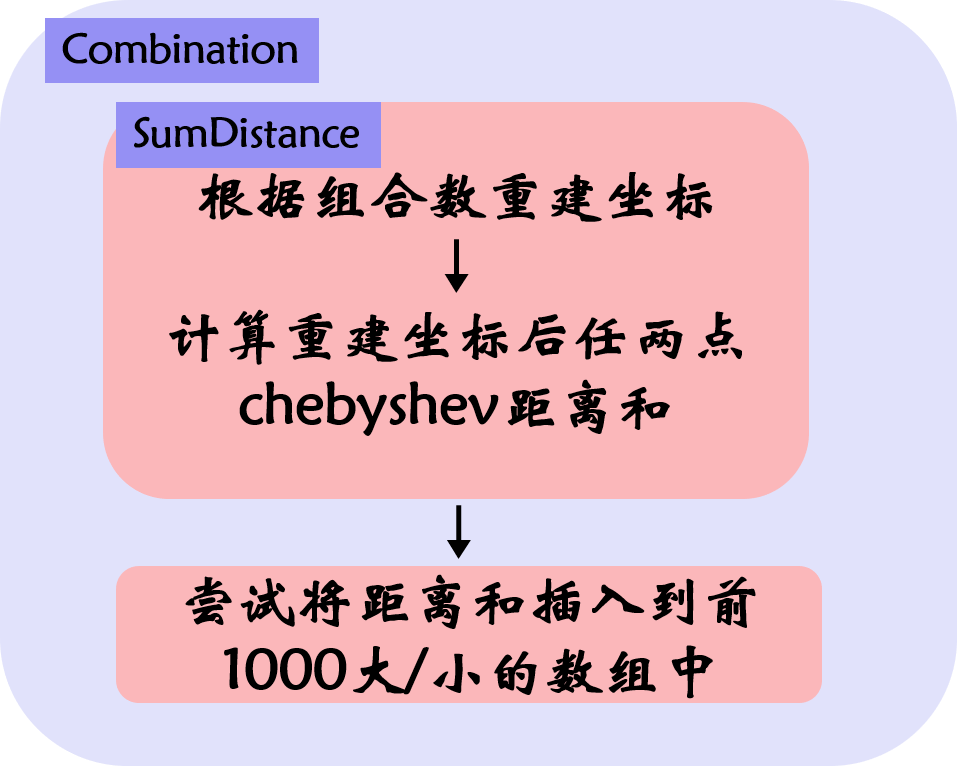 Combination
SumDistance
根据组合数重建坐标
计算重建坐标后任两点
chebyshev距离和
尝试将距离和插入到前
1000大/小的数组中